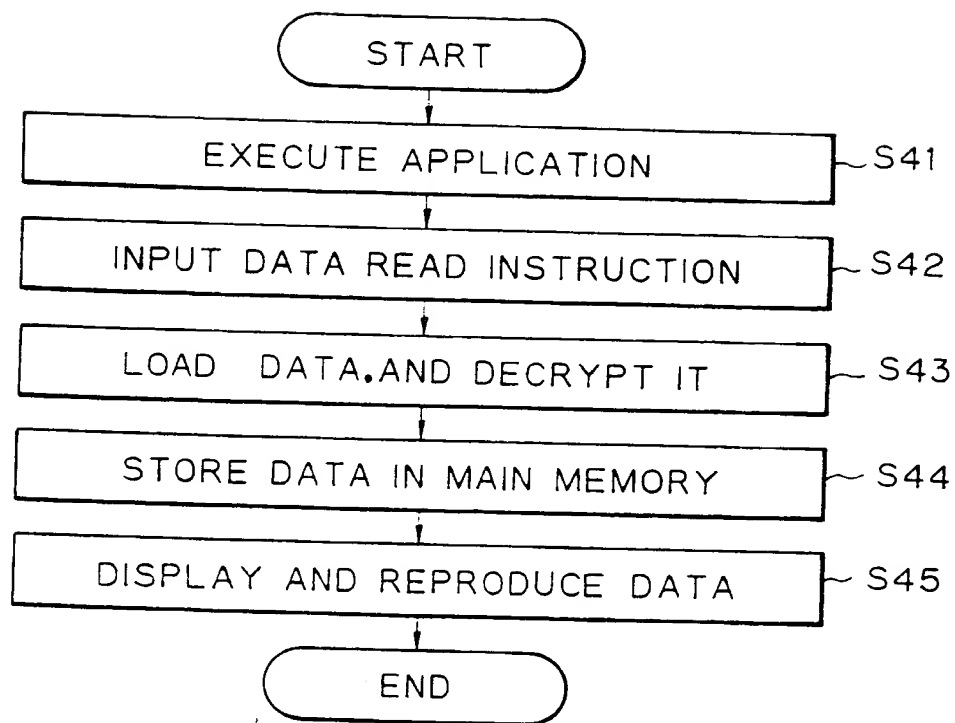 START
EXECUTE APPLICATION S41
INPUT DATA READ INSTRUCTION S42
LOAD DATA.AND DECRYPT IT S43
STORE DATA IN MAIN MEMORY S44
DISPLAY AND REPRODUCE DATA S45
END